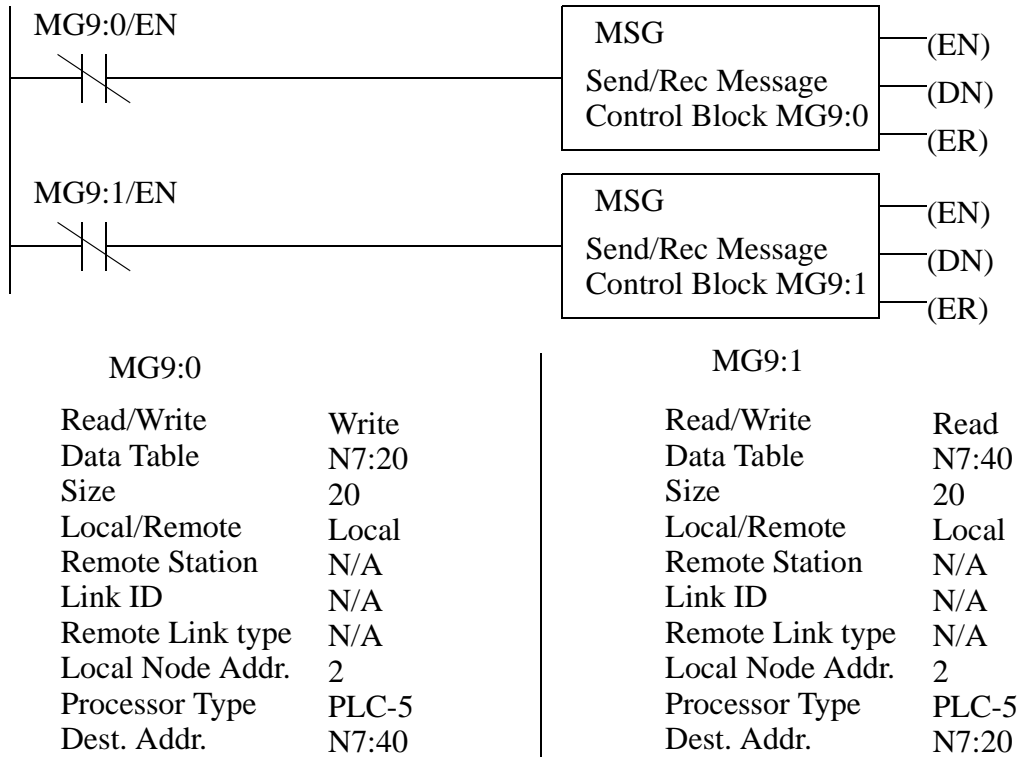 MG9:0/EN
MSG
Send/Rec Message
Control Block MG9:0
(EN)
(DN)
(ER)
MG9:1/EN
MSG
Send/Rec Message
Control Block MG9:1
(EN)
(DN)
(ER)
MG9:0
Read/Write Write
Data Table N7:20
Size 20
Local/Remote Local
Remote Station N/A
Link ID N/A
Remote Link type N/A
Local Node Addr. 2
Processor Type PLC-5
Dest. Addr. N7:40
MG9:1
Read/Write Read
Data Table N7:40
Size 20
Local/Remote Local
Remote Station N/A
Link ID N/A
Remote Link type N/A
Local Node Addr. 2
Processor Type PLC-5
Dest. Addr. N7:20